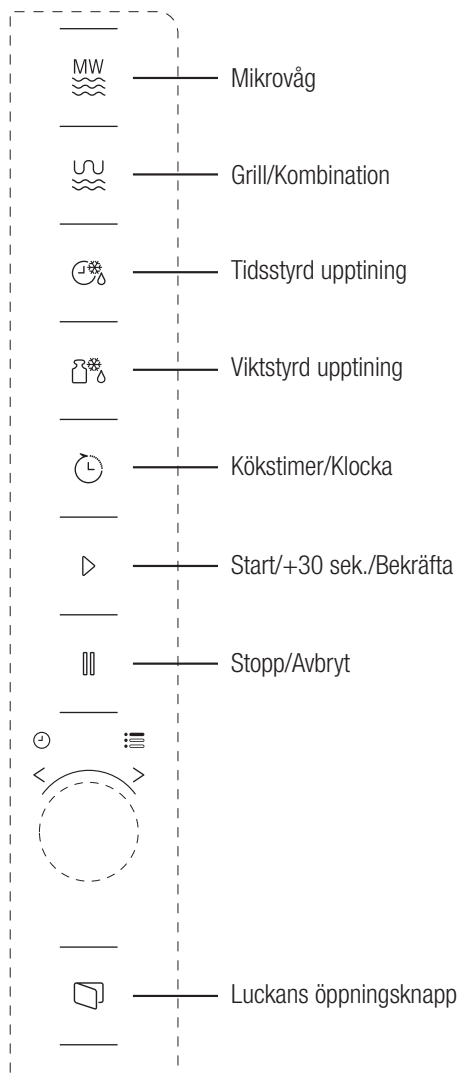 MW
Mikrovåg
Grill/Kombination
Tidsstyrd upptining
Viktstyrd upptining
Kökstimer/Klocka
Start/+30 sek./Bekräfta
Stopp/Avbryt
Luckans öppningsknapp